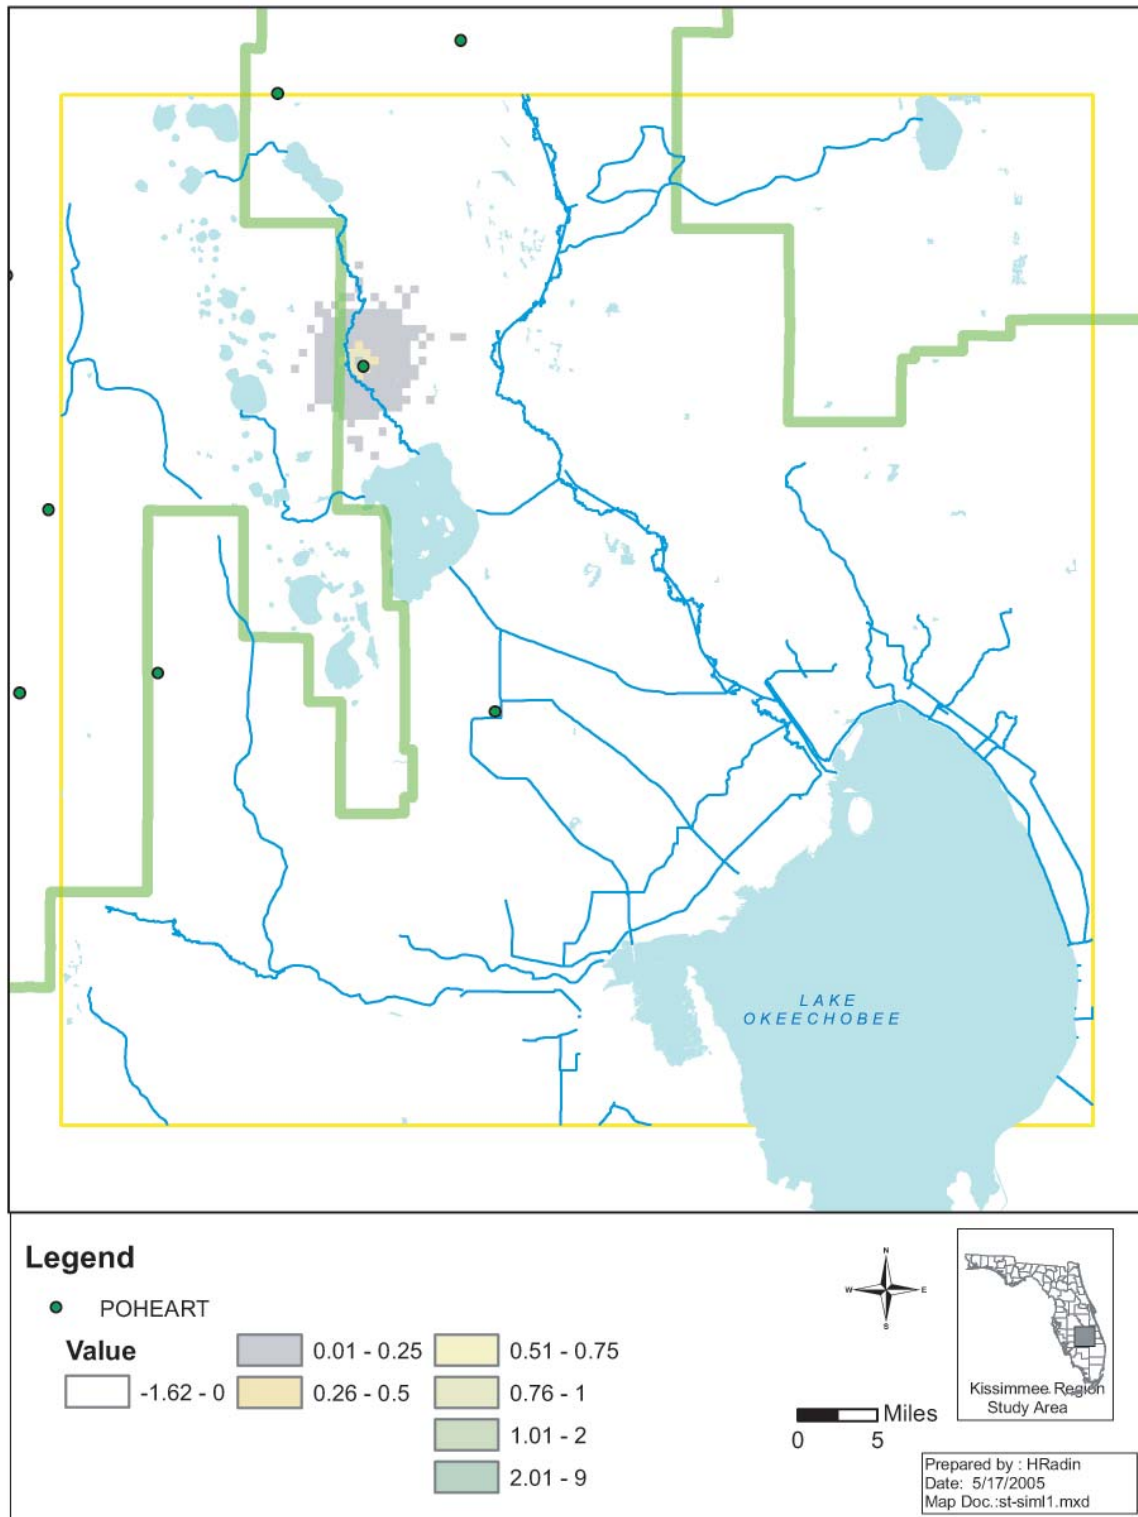 LAKE
OKEECHOBEE
Legend
POHEART
Value
-1.62 - 0
0.01 - 0.25
0.26 - 0.5
0.51 - 0.75
0.76 - 1
1.01 - 2
2.01 - 9
N
W
E
S
Miles
0 5
Kissimmee Region
Study Area
Prepared by : HRadin
Date: 5/17/2005
Map Doc.:st-siml1.mxd